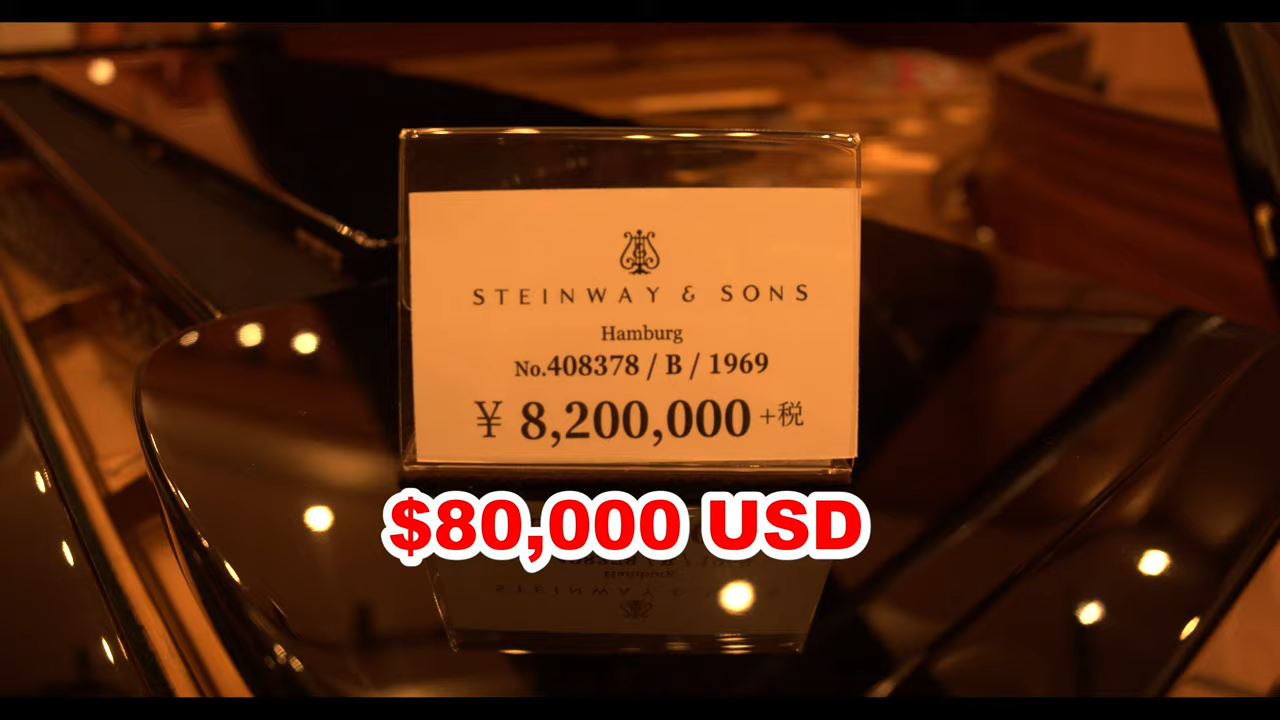 STEINWAY & SONS
Hamburg
No.408378 / B / 1969
¥ 8,200,000 +税
$80,000 USD